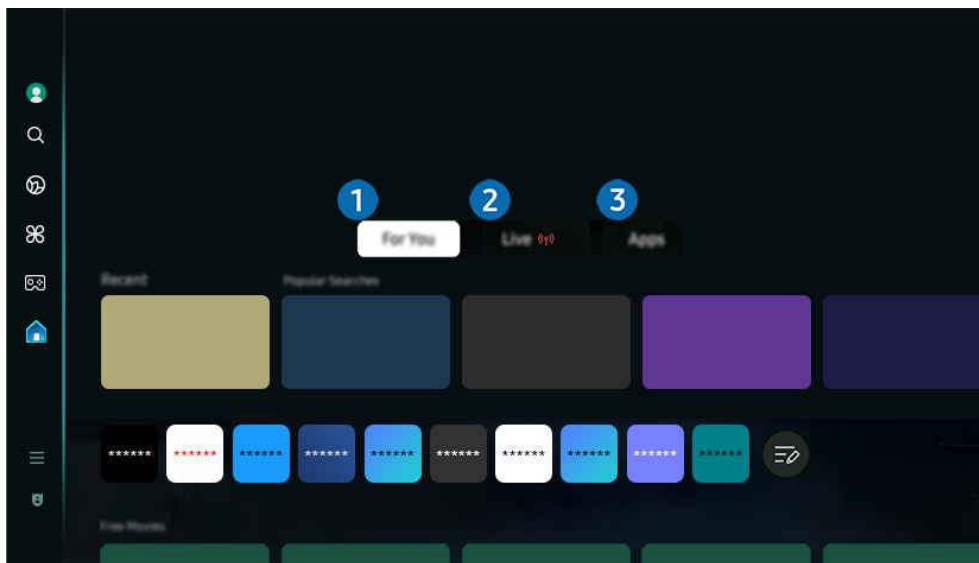 1 2 3
For You Live Apps
Recent Popular Searches
****** ****** ****** ****** ****** ****** ****** ****** ****** ******
Free Movies